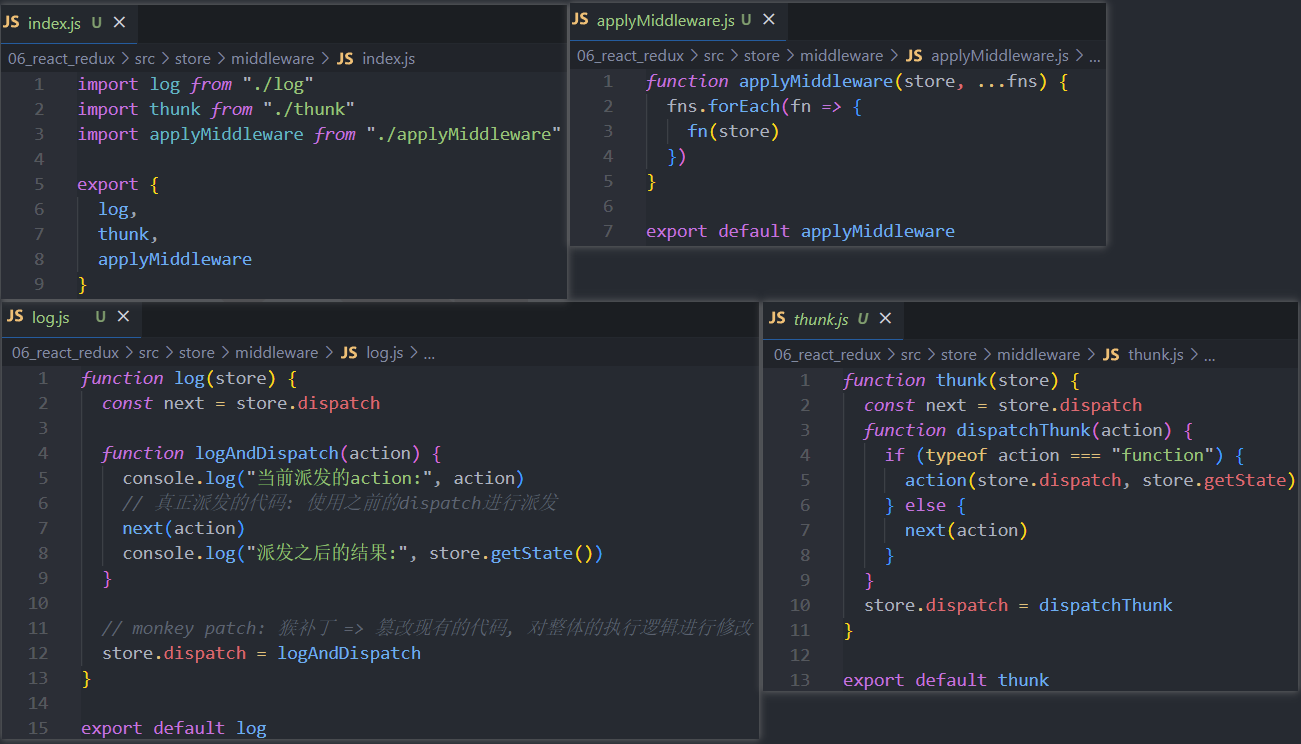 JS index.js U ×
06_react_redux > src > store > middleware > JS index.js
1 import log from "./log"
2 import thunk from "./thunk"
3 import applyMiddleware from "./applyMiddleware"
4
5 export {
6 log,
7 thunk,
8 applyMiddleware
9 }
JS applyMiddleware.js U ×
06_react_redux > src > store > middleware > JS applyMiddleware.js > ...
1 function applyMiddleware(store, ...fns) {
2 fns.forEach(fn => {
3 fn(store)
4 })
5 }
6
7 export default applyMiddleware
JS log.js U ×
06_react_redux > src > store > middleware > JS log.js > ...
1 function log(store) {
2 const next = store.dispatch
3
4 function logAndDispatch(action) {
5 console.log("当前派发的action:", action)
6 // 真正派发的代码: 使用之前的dispatch进行派发
7 next(action)
8 console.log("派发之后的结果:", store.getState())
9 }
10
11 // monkey patch: 猴补丁 => 篡改现有的代码, 对整体的执行逻辑进行修改
12 store.dispatch = logAndDispatch
13 }
14
15 export default log
JS thunk.js U ×
06_react_redux > src > store > middleware > JS thunk.js > ...
1 function thunk(store) {
2 const next = store.dispatch
3 function dispatchThunk(action) {
4 if (typeof action === "function") {
5 action(store.dispatch, store.getState)
6 } else {
7 next(action)
8 }
9 }
10 store.dispatch = dispatchThunk
11 }
12
13 export default thunk